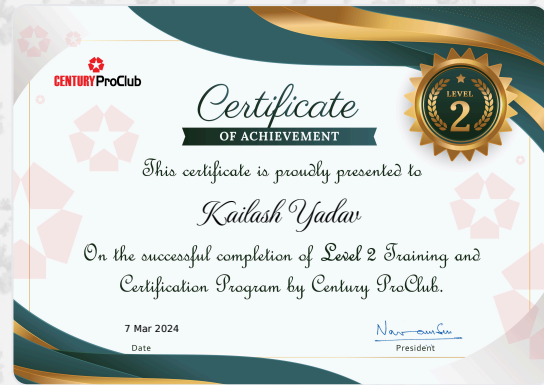 CENTURY ProClub
LEVEL
2
Certificate
OF ACHIEVEMENT
This certificate is proudly presented to
Kailash Yadav
On the successful completion of Level 2 Training and
Certification Program by Century ProClub.
7 Mar 2024
Date
President